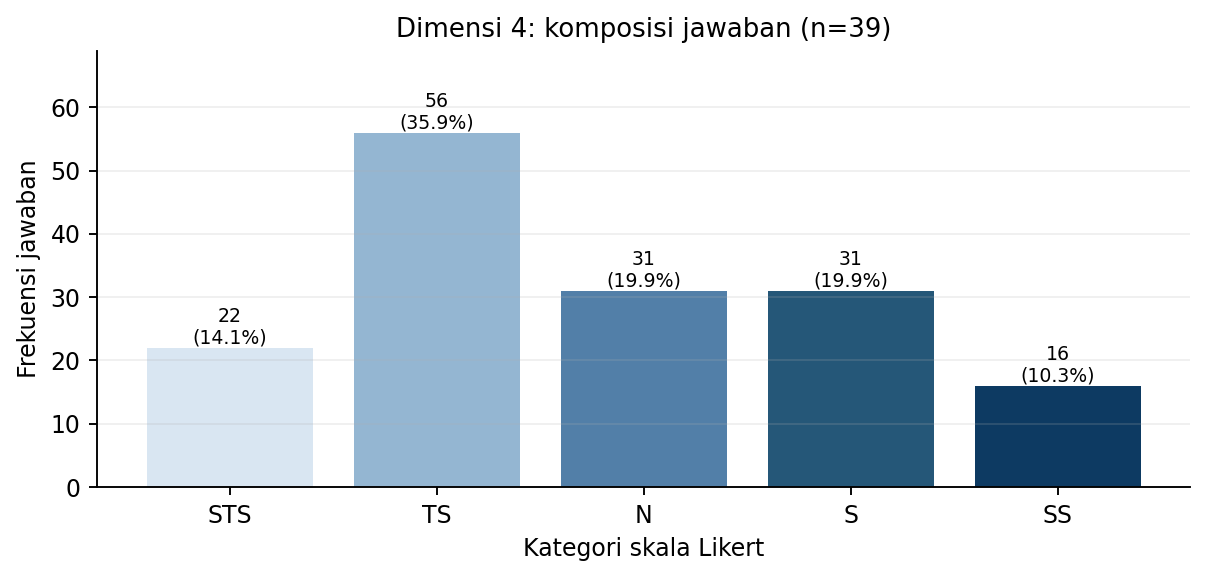 Dimensi 4: komposisi jawaban (n=39)
Frekuensi jawaban
60
50
40
30
20
10
0
22
(14.1%)
56
(35.9%)
31
(19.9%)
31
(19.9%)
16
(10.3%)
STS
TS
N
S
SS
Kategori skala Likert